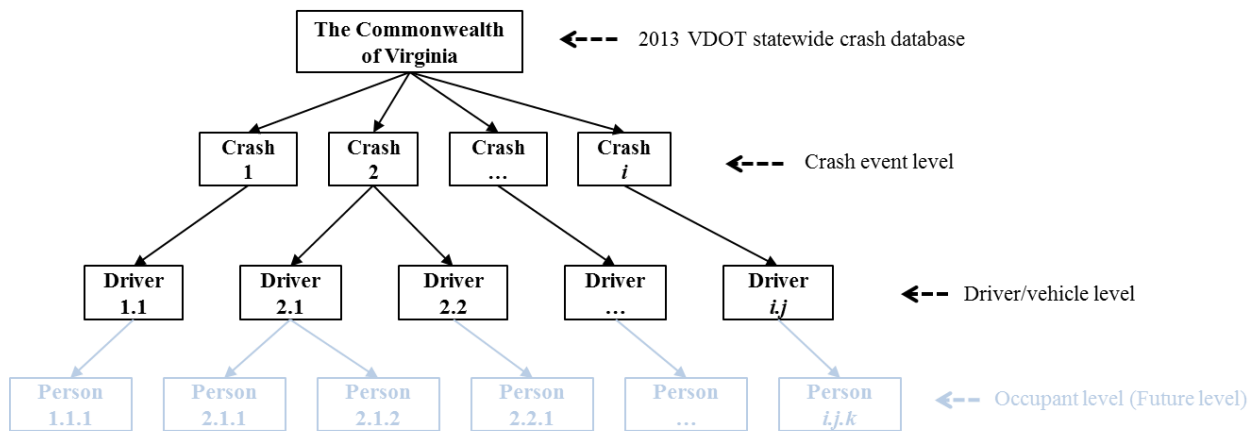 The Commonwealth
of Virginia
2013 VDOT statewide crash database
Crash
1
Crash
2
Crash
...
Crash
i
Crash event level
Driver
1.1
Driver
2.1
Driver
2.2
Driver
...
Driver
i.j
Driver/vehicle level
Person
1.1.1
Person
2.1.1
Person
2.1.2
Person
2.2.1
Person
...
Person
i.j.k
Occupant level (Future level)